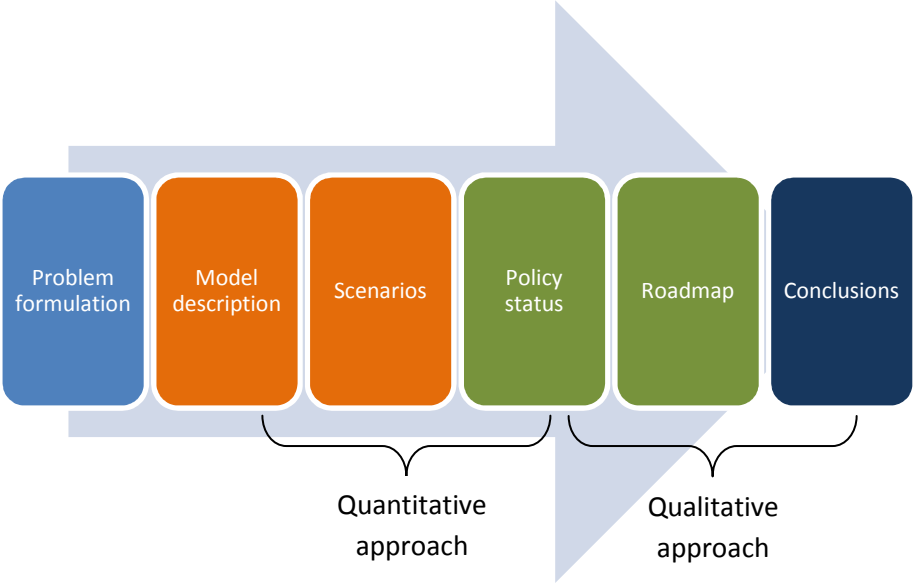 Problem
formulation
Model
description
Scenarios
Policy
status
Roadmap
Conclusions
Quantitative
approach
Qualitative
approach